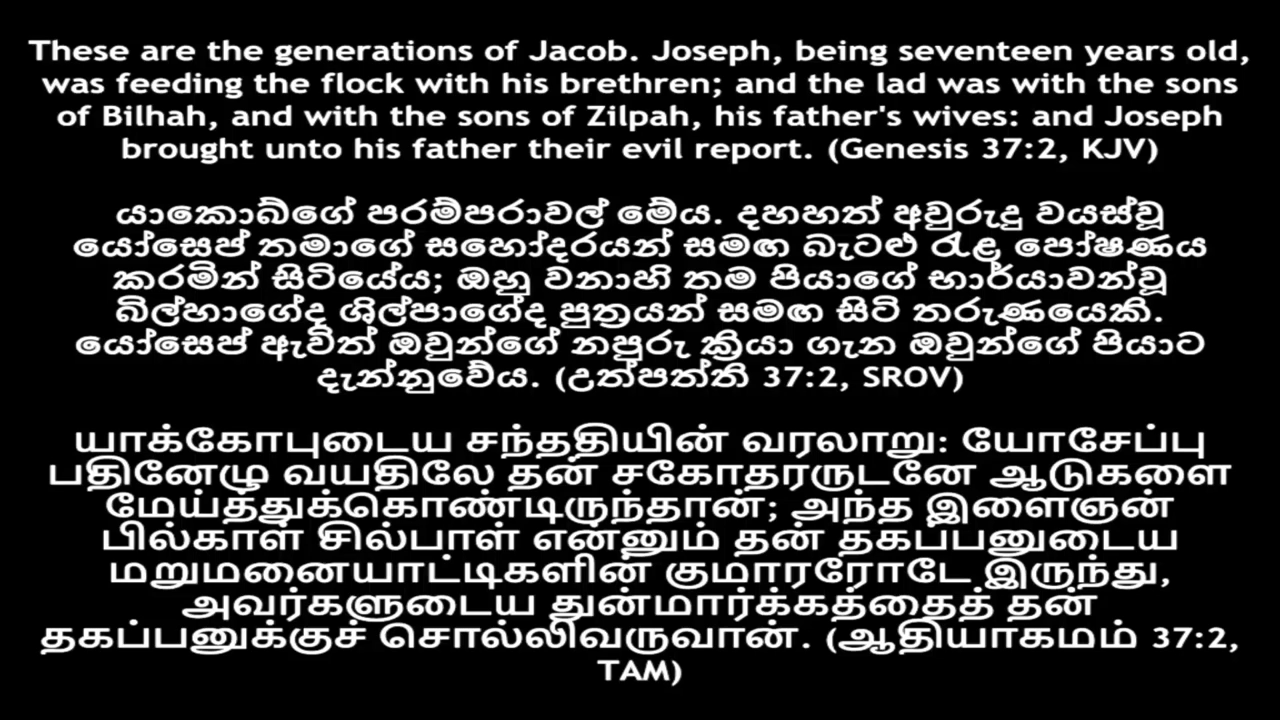 These are the generations of Jacob. Joseph, being seventeen years old,
was feeding the flock with his brethren; and the lad was with the sons
of Bilhah, and with the sons of Zilpah, his father's wives: and Joseph
brought unto his father their evil report. (Genesis 37:2, KJV)
යාකොබ්ගේ පරම්පරාවල් මේය. දහහත් අවුරුදු වයස්වූ
යෝසෙප් තමාගේ සහෝදරයන් සමඟ බැටළු රැළ පෝෂණය
කරමින් සිටියේය; ඔහු වනාහි තම පියාගේ භාර්යාවන්වූ
බිල්හාගේද ශිල්පාගේද පුත්‍රයන් සමඟ සිටි තරුණයෙකි.
යෝසෙප් ඇවිත් ඔවුන්ගේ නපුරු ක්‍රියා ගැන ඔවුන්ගේ පියාට
දැන්නුවේය. (උත්පත්ති 37:2, SROV)
யாக்கோபுடைய சந்ததியின் வரலாறு: யோசேப்பு
பதினேழு வயதிலே தன் சகோதரருடனே ஆடுகளை
மேய்த்துக்கொண்டிருந்தான்; அந்த இளைஞன்
பில்காள் சில்பாள் என்னும் தன் தகப்பனுடைய
மறுமனையாட்டிகளின் குமாரரோடே இருந்து,
அவர்களுடைய துன்மார்க்கத்தைத் தன்
தகப்பனுக்குச் சொல்லிவருவான். (ஆதியாகமம் 37:2,
TAM)